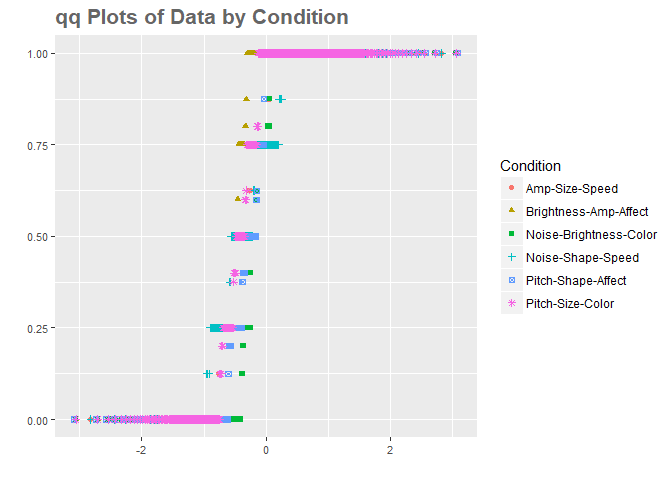 qq Plots of Data by Condition
1.00
0.75
0.50
0.25
0.00
-2
0
2
Condition
Amp-Size-Speed
Brightness-Amp-Affect
Noise-Brightness-Color
Noise-Shape-Speed
Pitch-Shape-Affect
Pitch-Size-Color